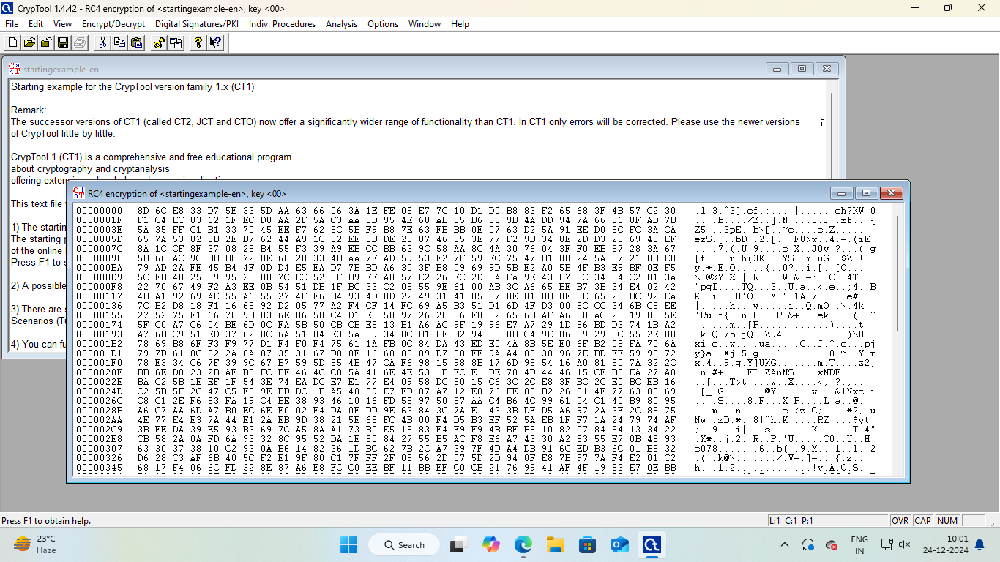 CrypTool 1.4.42 - RC4 encryption of <startingexample-en>, key <00>
File Edit View Encrypt/Decrypt Digital Signatures/PKI Indiv. Procedures Analysis Options Window Help
startingexample-en
Starting example for the CrypTool version family 1.x (CT1)
Remark:
The successor versions of CT1 (called CT2, JCT and CTO) now offer a significantly wider range of functionality than CT1. In CT1 only errors will be corrected. Please use the newer versions
of CrypTool little by little.
CrypTool 1 (CT1) is a comprehensive and free educational program
about cryptography and cryptanalysis
offering extensive online help and many visualizations.
This text file
1) The startin
The starting
of the online
Press F1 to s
2) A possible
3) There are
Scenarios (Tu
4) You can fu
RC4 encryption of <startingexample-en>, key <00>
00000000 8D 6C E8 33 D7 5E 33 5D AA 63 66 06 3A 1E FE 08 E7 7C 10 D1 D0 B8 83 F2 65 68 3F 4B 57 C2 30 .l.3.^3].cf.:....|......eh?KW.0
0000001F F1 C4 EC 03 62 1F EC D0 AA 2F 5A C3 AA 5D 95 4E 60 AB 05 B6 55 9B 4A DD 94 7A 66 86 0F AD 7B ....b..../Z..].N`...U.J..zf...{
0000003E 5A 35 FF C1 B1 33 70 45 EE F7 62 5C 5B F9 B8 7E 63 FB BB 0E 07 63 D2 5A 91 EE D0 8C FC 3A CA Z5...3pE..b\[..~c....c.Z.....:.
0000005D 65 7A 53 82 5B 2E B7 62 44 A9 1C 32 EE 5B DE 20 07 46 55 3E 77 F2 9B 34 8E 2D D3 28 69 45 EF ezS.[..bD..2.[. .FU>w..4.-.(iE.
0000007C 8A 1C CF 8F 37 08 28 B4 55 F3 39 A9 EB CC BB 63 9C 58 AA 8C 4A 30 76 04 3F F0 EB 87 28 3A 67 ....7.(.U.9....c.X..J0v.?...(:g
0000009B 5B 66 AC 9C BB BB 72 8E 68 28 33 4B AA 7F AD 59 53 F2 7F 59 FC 75 47 B1 88 24 5A 07 21 0B E0 [f....r.h(3K...YS..Y.uG..$Z.!..
000000BA 79 AD 2A FE 45 B4 4F 0D D4 E5 EA D7 7B BD A6 30 3F B8 09 69 9D 5B E2 A0 5B 4F B3 E9 BF 0E F5 y.*.E.O.....{..0?..i.[..[O.....
000000D9 5C EB 40 25 59 95 25 88 7C EC 52 0F B9 FF A0 57 E2 26 FC 2D 3A FA 9E 43 B7 8C 34 54 C2 01 3A \.@%Y.%.|.R....W.&.-:..C..4T..:
000000F8 22 70 67 49 F2 A3 EE 0B 54 51 DB 1F BC 33 C2 05 55 9E 61 00 AB 3C A6 65 BE B7 3B 34 E4 02 42 "pgI....TQ...3..U.a..<.e..;4..B
00000117 4B A1 92 69 AE 55 A6 55 27 4F E6 B4 93 4D 8D 22 49 31 41 85 37 0E 01 8B 0F 0E 65 23 BC 92 EA K..i.U.U'O...M."I1A.7.....e#...
00000136 7C B2 D8 18 F1 16 68 92 D2 05 77 A2 F4 CF 14 FC 69 A5 B3 51 D1 6D 4F D3 00 5C CC 34 6B C8 EE |.....h...w.....i..Q.mO..\.4k..
00000155 27 52 75 F1 66 7B 9B 03 6E 86 50 C4 D1 E0 50 97 26 2B 86 F0 82 65 6B AF A6 00 AC 28 19 88 5E 'Ru.f{..n.P...P.&+...ek....(..^
00000174 5F C0 A7 C6 04 BE 6D 0C FA 5B 50 CB CB E8 13 B1 A6 AC 9F 19 96 E7 A7 29 1D 86 BD D3 74 1B A2 _.....m..[P............)....t..
00000193 A7 6B C9 51 ED 37 62 8C 6A 51 84 E3 5A 39 34 0C B1 BE B2 94 05 8B C4 9E 86 89 29 5C 55 2E 80 .k.Q.7b.jQ..Z94...........)\U..
000001B2 78 69 B8 6F F3 F9 77 D1 F4 F0 F4 75 61 1A FB 0C 84 DA 43 ED E0 4A 8B 5E E0 6F B2 05 FA 70 6A xi.o..w....ua.....C..J.^.o...pj
000001D1 79 7D 61 8C 82 2A 6A 87 35 31 67 D8 8F 16 60 88 89 D7 88 FE 9A A4 00 38 96 7E BD FF 59 93 72 y}a..*j.51g...`........8.~..Y.r
000001F0 78 E3 34 C6 7F 39 9C 67 B7 59 5D 55 4B 47 CA F6 98 15 98 8B 17 6D 98 54 16 A0 81 80 7A 32 2C x.4..9.g.Y]UKG.......m.T....z2,
0000020F BB 6E D0 23 2B AE B0 FC BF 46 4C C8 5A 41 6E 4E 53 1B FC E1 DE 78 4D 44 46 15 CF B8 EA 27 A8 .n.#+....FL.ZAnNS....xMDF....'.
0000022E BA C2 5B 1E EF 1F 54 3E 74 EA DC E7 E1 77 E4 09 58 DC 80 15 C6 3C 2C E8 3F BC 2C E0 BC EB 16 ..[...T>t....w..X....<,.?.,....
0000024D C2 5B 5F 2C 47 C5 F3 9E BD DC 1B A5 40 59 E7 ED 87 A7 12 E8 76 FE 03 B2 26 31 4E 77 63 05 69 .[_,G.......@Y......v...&1Nwc.i
0000026C C8 C1 2E F6 53 FA 19 C4 BE 38 93 46 10 16 FD 58 97 50 87 AA C4 B6 4C 99 61 04 C1 40 B9 80 95 ....S....8.F...X.P....L.a..@...
0000028B A6 C7 AA 6D A7 B0 EC 6E F0 02 E4 DA 0F DD 9E 63 84 3C 7A E1 43 3B DF D5 A6 97 2A 3F 2C 85 75 ...m...n.......c.<z.C;....*?,.u
000002AA 4E 77 E4 E3 7A 44 E1 2A EB 9D 38 21 5E 68 FC 4B 00 F4 D5 B3 EF 52 5A EB 1F F7 1A 24 79 74 AF Nw..zD.*..8!^h.K.....RZ....$yt.
000002C9 3B EE DA 39 E5 93 B3 69 7C A5 8A A1 73 B0 E5 18 83 E4 F9 F9 4B BF B5 10 82 07 84 54 13 34 22 ;..9...i|...s.......K......T.4"
000002E8 CB 58 2A 0A FD 6A 93 32 8C 95 52 DA 1E 50 84 27 55 B5 AC F8 E6 A7 43 30 A2 83 55 E7 0B 48 93 .X*..j.2..R..P.'U.....C0..U..H.
00000307 63 30 37 38 10 C2 93 0A B6 14 82 36 1D BC 62 7B 2C A7 39 7F 4D A4 DB 91 6C ED B3 6C 01 B8 32 c078.......6..b{,.9.M...l..l..2
00000326 D6 28 C3 AF 6B 40 5C F2 E1 9F 80 C1 7F FF 2F 08 56 2D 07 5D 2D 94 0F E8 7B 97 7A F4 E2 01 C2 .(..k@\......./.V-.]-...{.z....
00000345 68 17 F4 06 6C FD 32 8E 87 A6 E8 FC C0 EE BF 11 BB EF C0 CB 21 76 99 41 AF 4F 19 53 E7 0E BB h...l.2.............!v.A.O.S...
Press F1 to obtain help.
L:1 C:1 P:1
OVR CAP NUM
23°C
Haze
Search
ENG
IN
10:01
24-12-2024